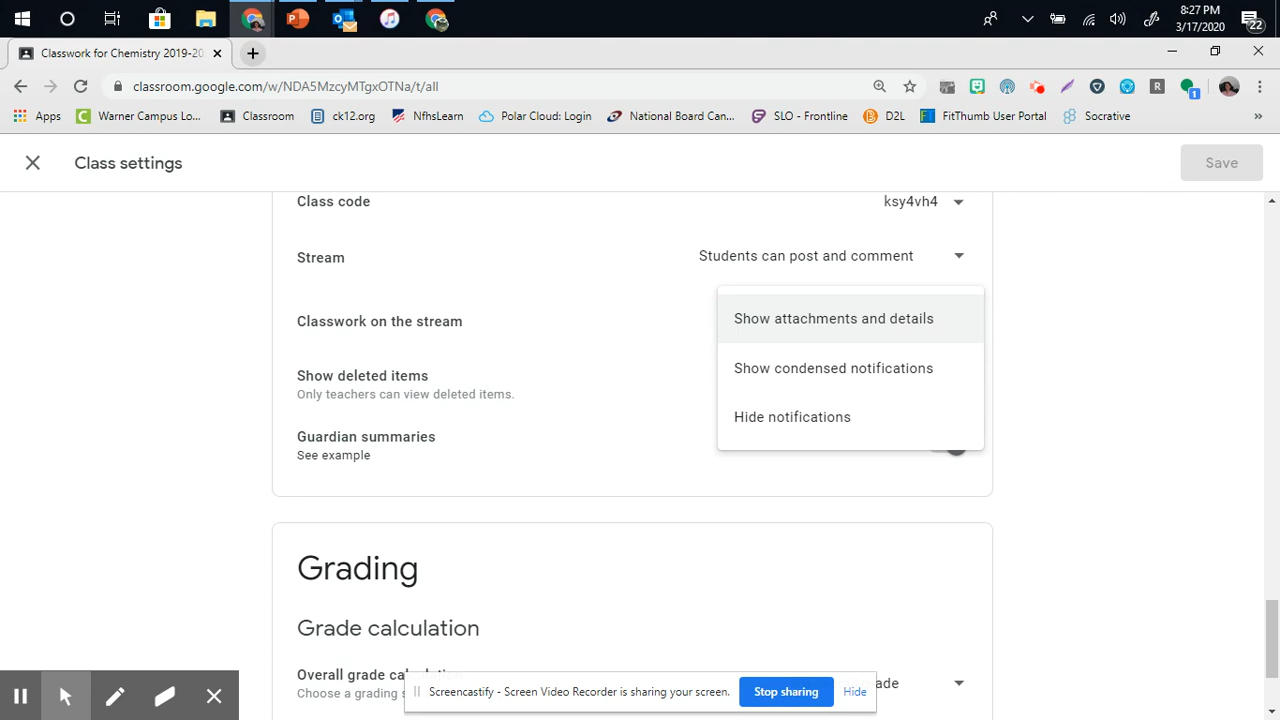 8:27 PM
3/17/2020
22
Classwork for Chemistry 2019-20
classroom.google.com/w/NDA5MzcyMTgxOTNa/t/all
R
1
Apps
Warner Campus Lo...
Classroom
ck12.org
NfhsLearn
Polar Cloud: Login
National Board Can...
SLO - Frontline
D2L
FitThumb User Portal
Socrative
»
Class settings
Save
Class code
ksy4vh4
Stream
Students can post and comment
Classwork on the stream
Show attachments and details
Show condensed notifications
Hide notifications
Show deleted items
Only teachers can view deleted items.
Guardian summaries
See example
Grading
Grade calculation
Overall grade
Choose a grading
Screencastify - Screen Video Recorder is sharing your screen.
Stop sharing
Hide